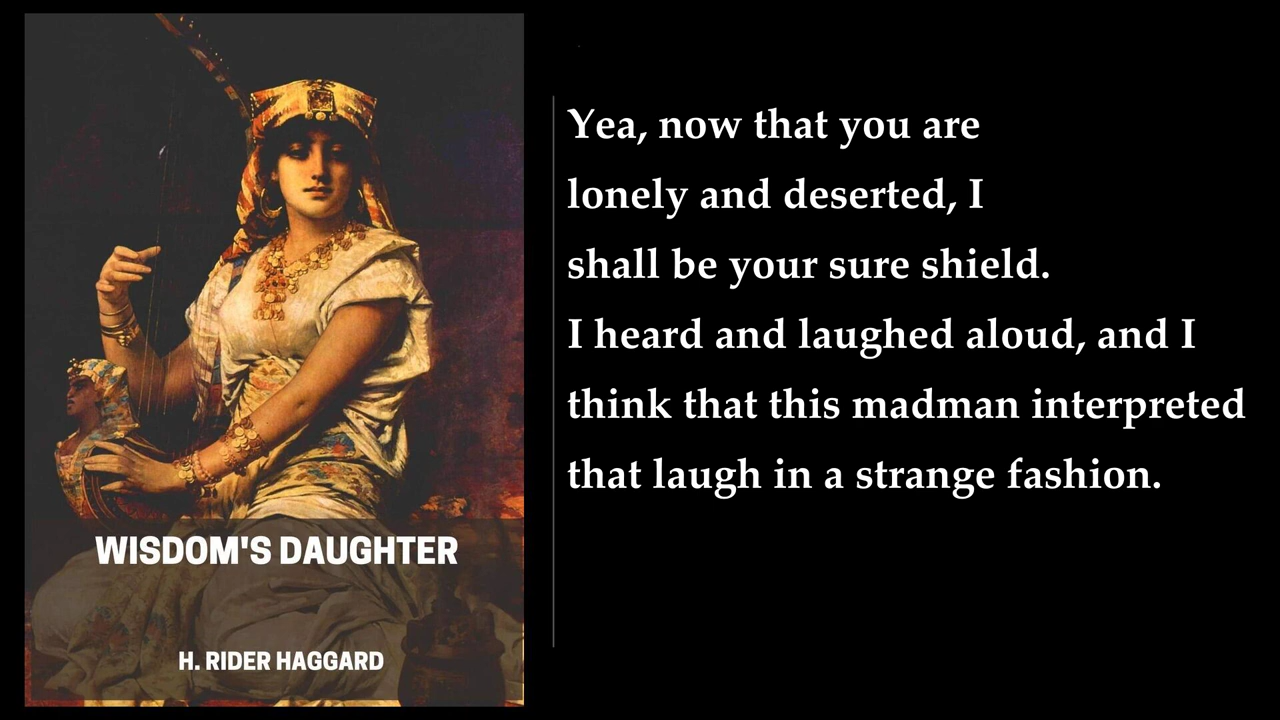 WISDOM'S DAUGHTER
H. RIDER HAGGARD
Yea, now that you are
lonely and deserted, I
shall be your sure shield.
I heard and laughed aloud, and I
think that this madman interpreted
that laugh in a strange fashion.